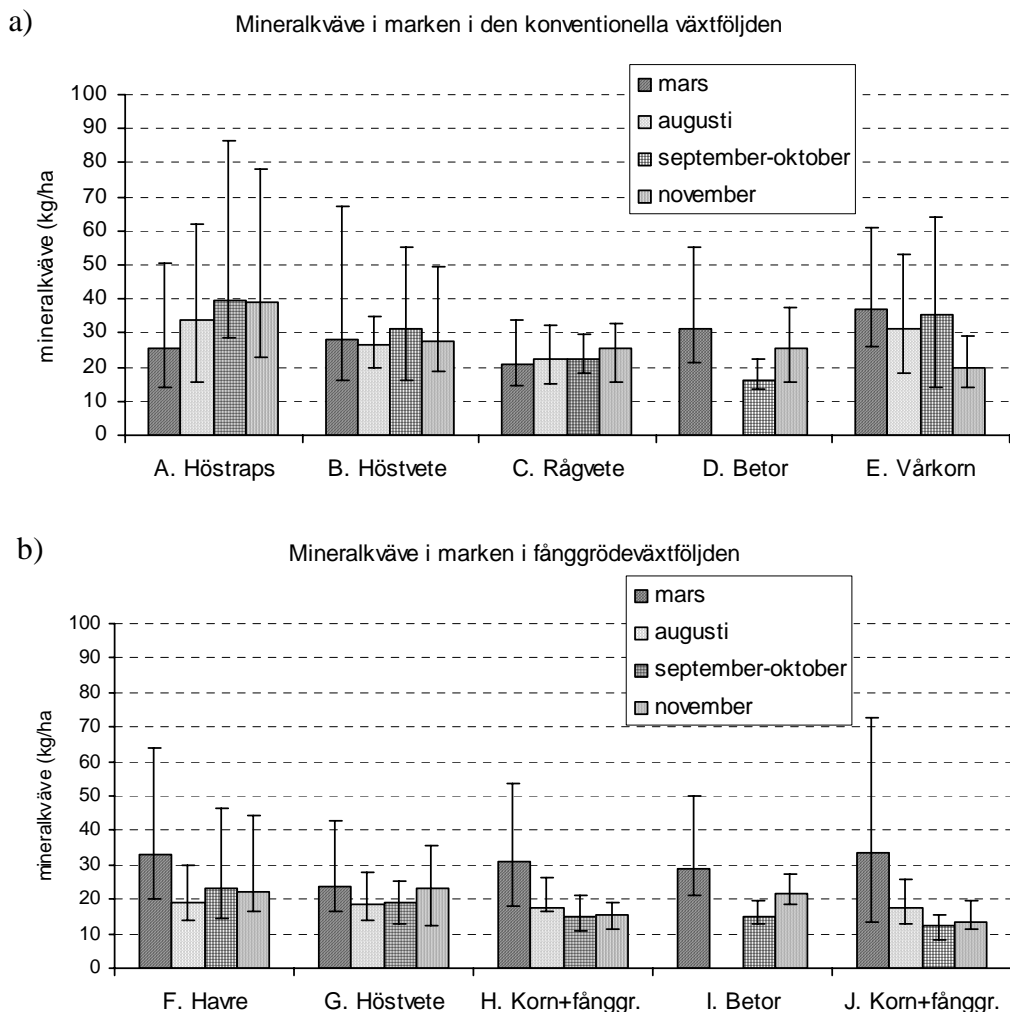 a)
Mineralkväve i marken i den konventionella växtföljden
mars
augusti
september-oktober
november
mineralkväve (kg/ha)
100
90
80
70
60
50
40
30
20
10
0
A. Höstraps B. Höstvete C. Rågvete D. Betor E. Vårkorn
b)
Mineralkväve i marken i fånggrödeväxtföljden
mars
augusti
september-oktober
november
mineralkväve (kg/ha)
100
90
80
70
60
50
40
30
20
10
0
F. Havre G. Höstvete H. Korn+fånggr. I. Betor J. Korn+fånggr.